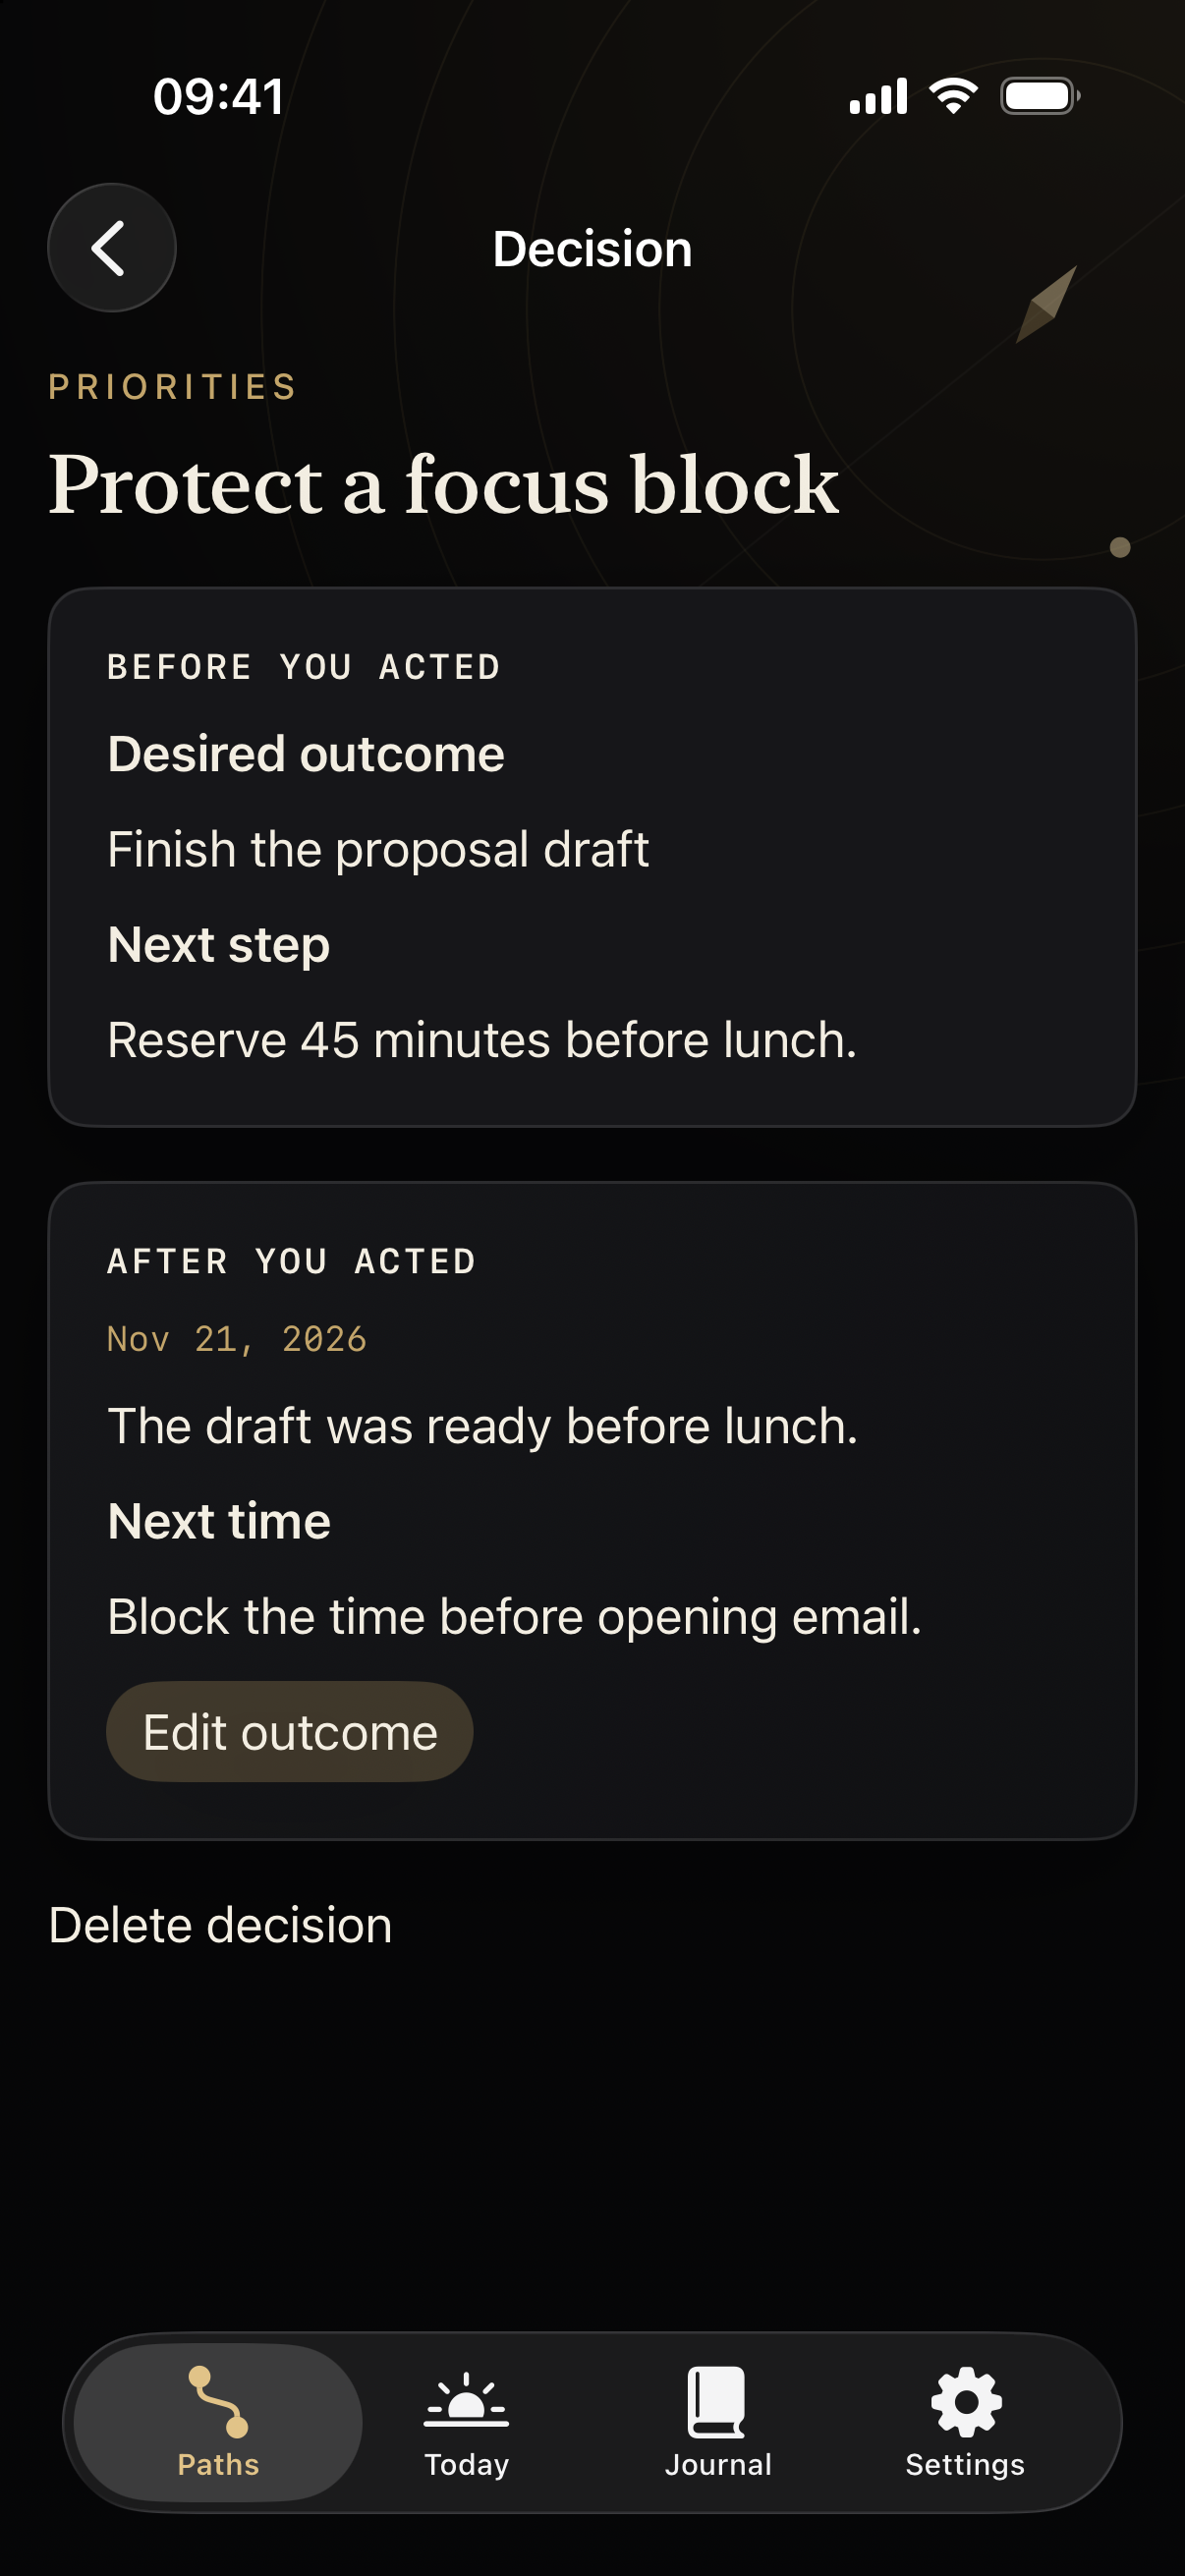 09:41
Decision
PRIORITIES
Protect a focus block
BEFORE YOU ACTED
Desired outcome
Finish the proposal draft
Next step
Reserve 45 minutes before lunch.
AFTER YOU ACTED
Nov 21, 2026
The draft was ready before lunch.
Next time
Block the time before opening email.
Edit outcome
Delete decision
Paths
Today
Journal
Settings